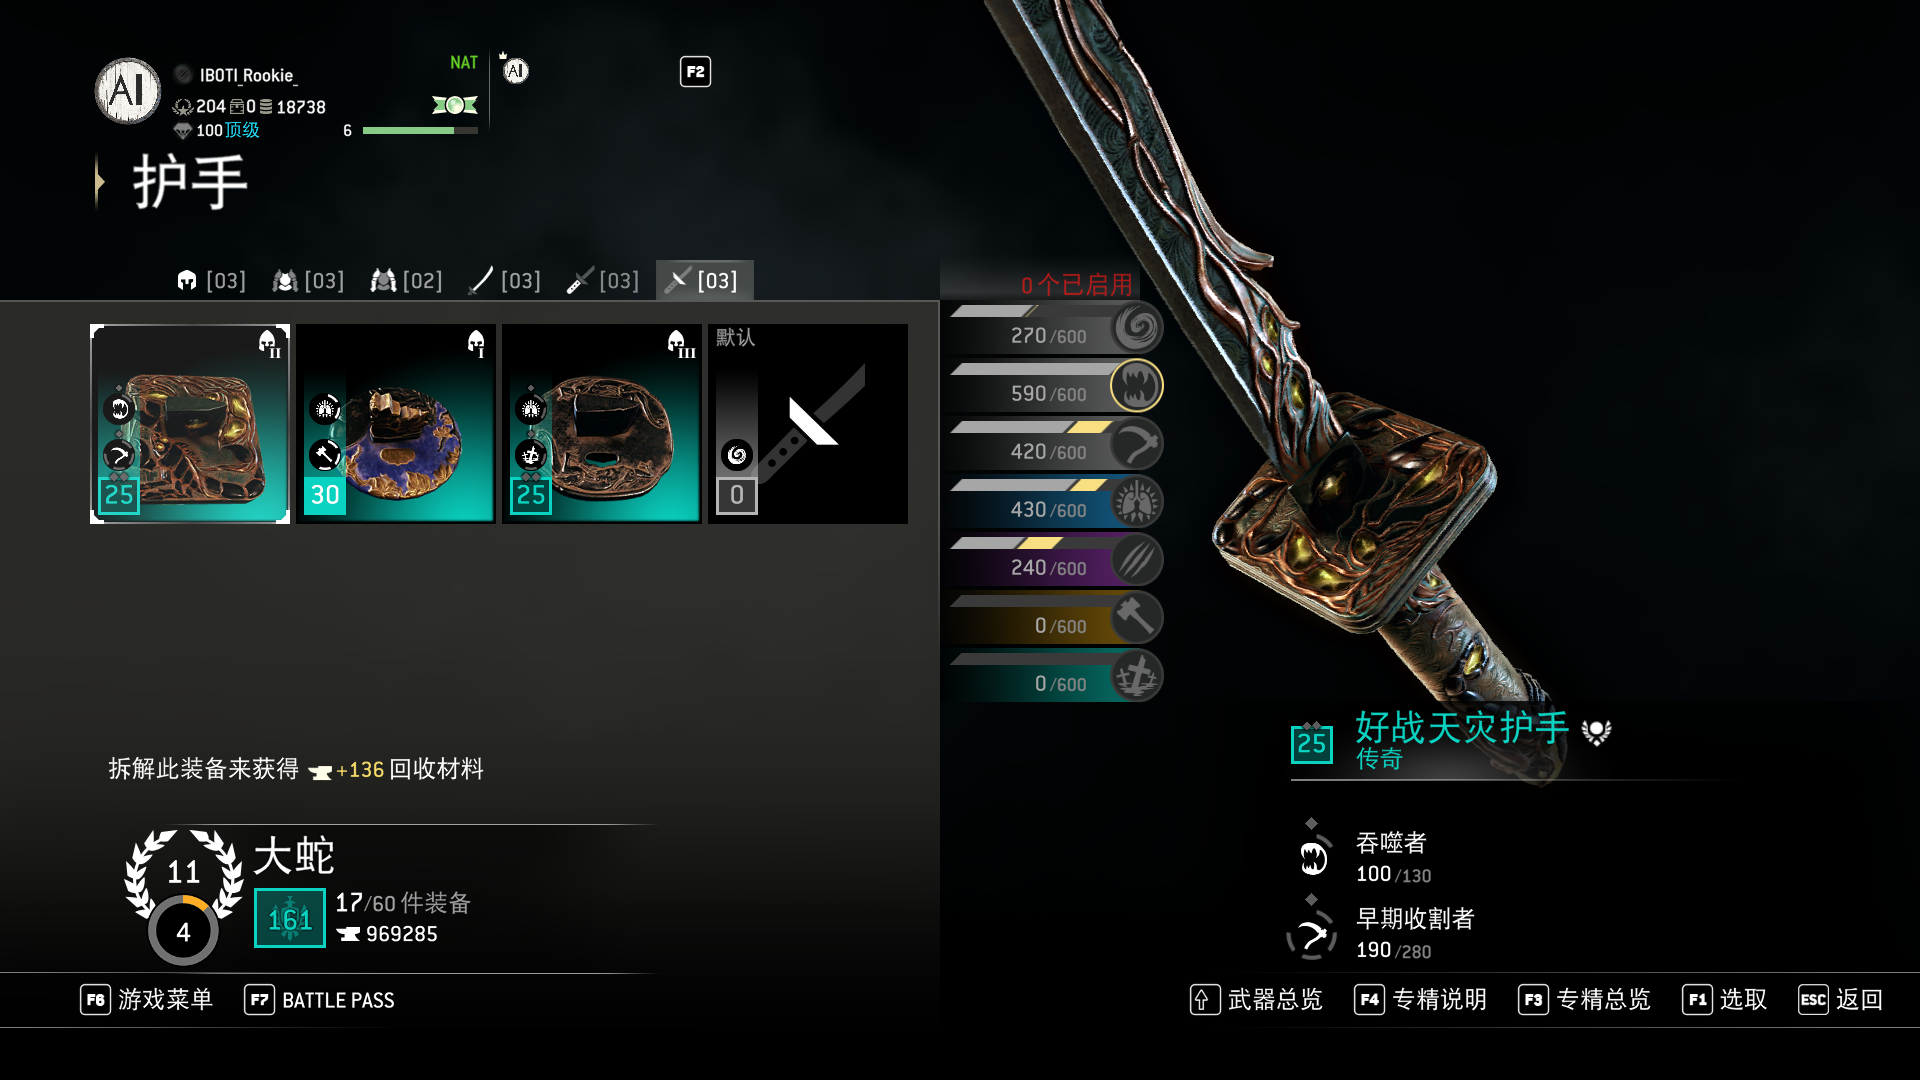 AI
IBOTI_Rookie_
204 0 18738
100顶级
NAT
6
AI
F2
护手
[03] [03] [02] [03] [03] [03]
II
25
I
30
III
25
默认
0
0个已启用
270/600
590/600
420/600
430/600
240/600
0/600
0/600
拆解此装备来获得 +136 回收材料
11
4
大蛇
161
17/60 件装备
969285
25
好战天灾护手
传奇
吞噬者
100/130
早期收割者
190/280
F6 游戏菜单 F7 BATTLE PASS
武器总览 F4 专精说明 F3 专精总览 F1 选取 ESC 返回